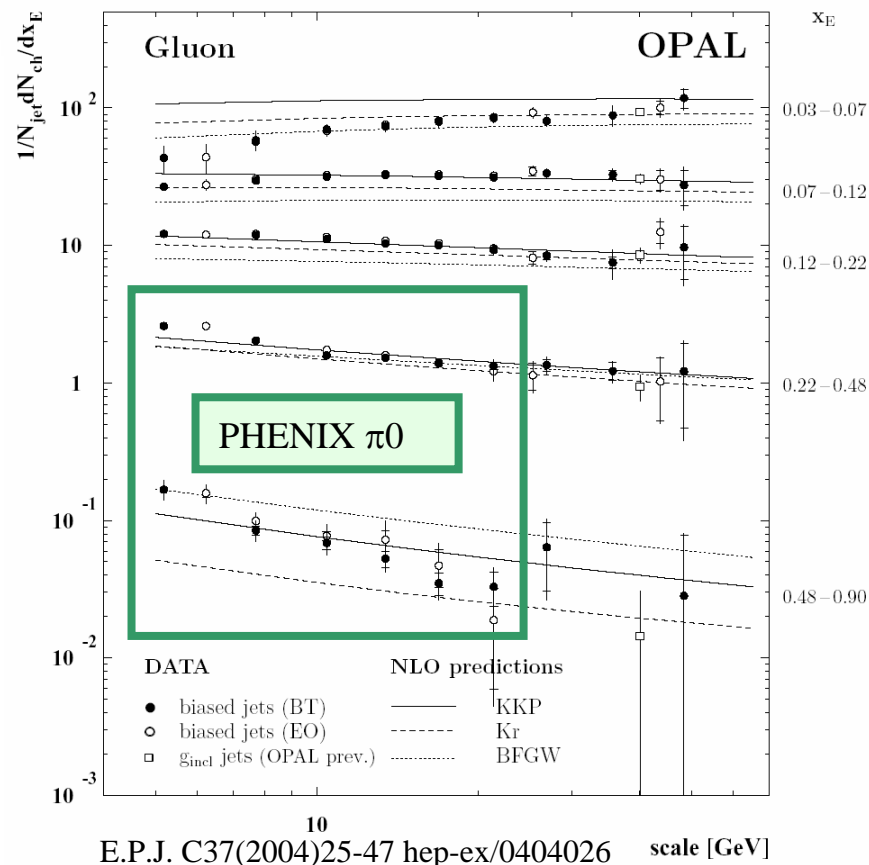 Gluon
OPAL
x_E
1/N_jet dN_ch/dx_E
10^2
10
1
10^-1
10^-2
10^-3
0.03−0.07
0.07−0.12
0.12−0.22
0.22−0.48
0.48−0.90
PHENIX π0
DATA
biased jets (BT)
biased jets (EO)
g_incl jets (OPAL prev.)
NLO predictions
KKP
Kr
BFGW
10
scale [GeV]
E.P.J. C37(2004)25-47 hep-ex/0404026